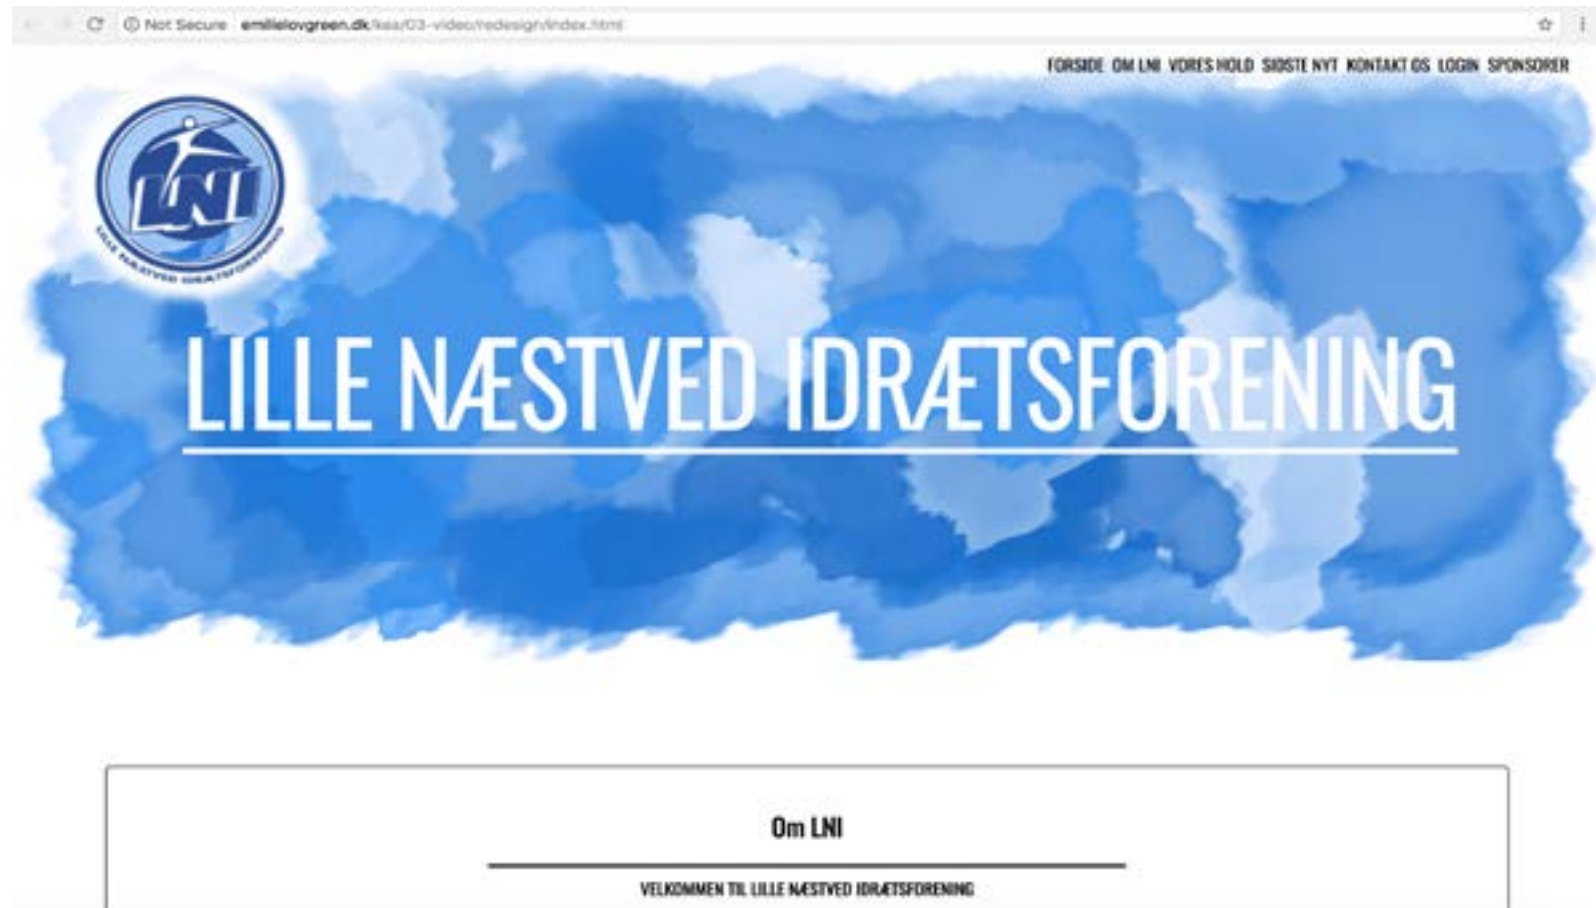 Not Secure emilielovgreen.dk/kea/03-video/redesign/index.html
FORSIDE OM LNI VORES HOLD SIDSTE NYT KONTAKT OS LOGIN SPONSORER
LNI
LILLE NÆSTVED IDRÆTSFORENING
LILLE NÆSTVED IDRÆTSFORENING
Om LNI
VELKOMMEN TIL LILLE NÆSTVED IDRÆTSFORENING